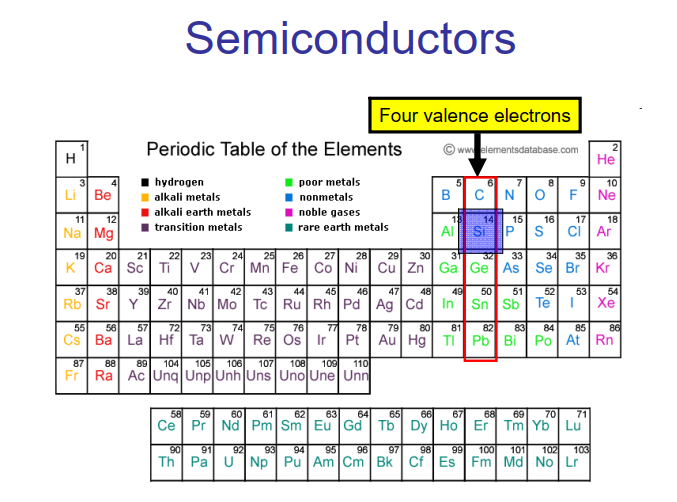 Semiconductors
Four valence electrons
Periodic Table of the Elements
© www.elementsdatabase.com
hydrogen
alkali metals
alkali earth metals
transition metals
poor metals
nonmetals
noble gases
rare earth metals
1 H 2 He
3 Li 4 Be 5 B 6 C 7 N 8 O 9 F 10 Ne
11 Na 12 Mg 13 Al 14 Si 15 P 16 S 17 Cl 18 Ar
19 K 20 Ca 21 Sc 22 Ti 23 V 24 Cr 25 Mn 26 Fe 27 Co 28 Ni 29 Cu 30 Zn 31 Ga 32 Ge 33 As 34 Se 35 Br 36 Kr
37 Rb 38 Sr 39 Y 40 Zr 41 Nb 42 Mo 43 Tc 44 Ru 45 Rh 46 Pd 47 Ag 48 Cd 49 In 50 Sn 51 Sb 52 Te 53 I 54 Xe
55 Cs 56 Ba 57 La 72 Hf 73 Ta 74 W 75 Re 76 Os 77 Ir 78 Pt 79 Au 80 Hg 81 Tl 82 Pb 83 Bi 84 Po 85 At 86 Rn
87 Fr 88 Ra 89 Ac 104 Unq 105 Unp 106 Unh 107 Uns 108 Uno 109 Une 110 Unn
58 Ce 59 Pr 60 Nd 61 Pm 62 Sm 63 Eu 64 Gd 65 Tb 66 Dy 67 Ho 68 Er 69 Tm 70 Yb 71 Lu
90 Th 91 Pa 92 U 93 Np 94 Pu 95 Am 96 Cm 97 Bk 98 Cf 99 Es 100 Fm 101 Md 102 No 103 Lr